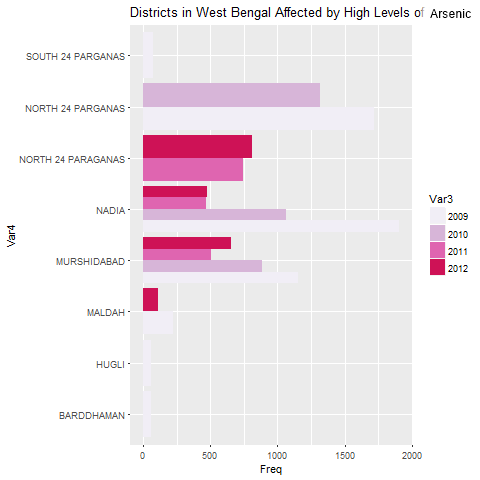 Districts in West Bengal Affected by High Levels of Arsenic
SOUTH 24 PARGANAS
NORTH 24 PARGANAS
NORTH 24 PARAGANAS
NADIA
MURSHIDABAD
MALDAH
HUGLI
BARDDHAMAN
Var4
0 500 1000 1500 2000
Freq
Var3
2009
2010
2011
2012